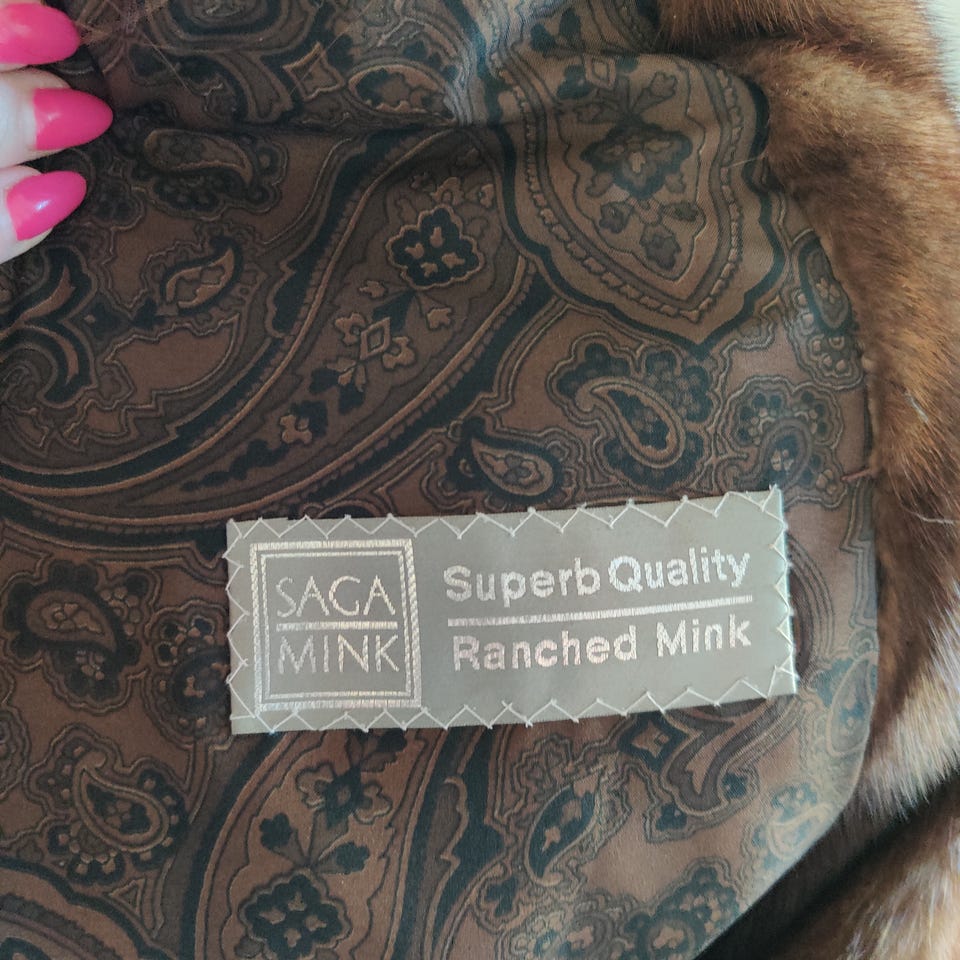 SAGA
MINK
Superb Quality
Ranched Mink